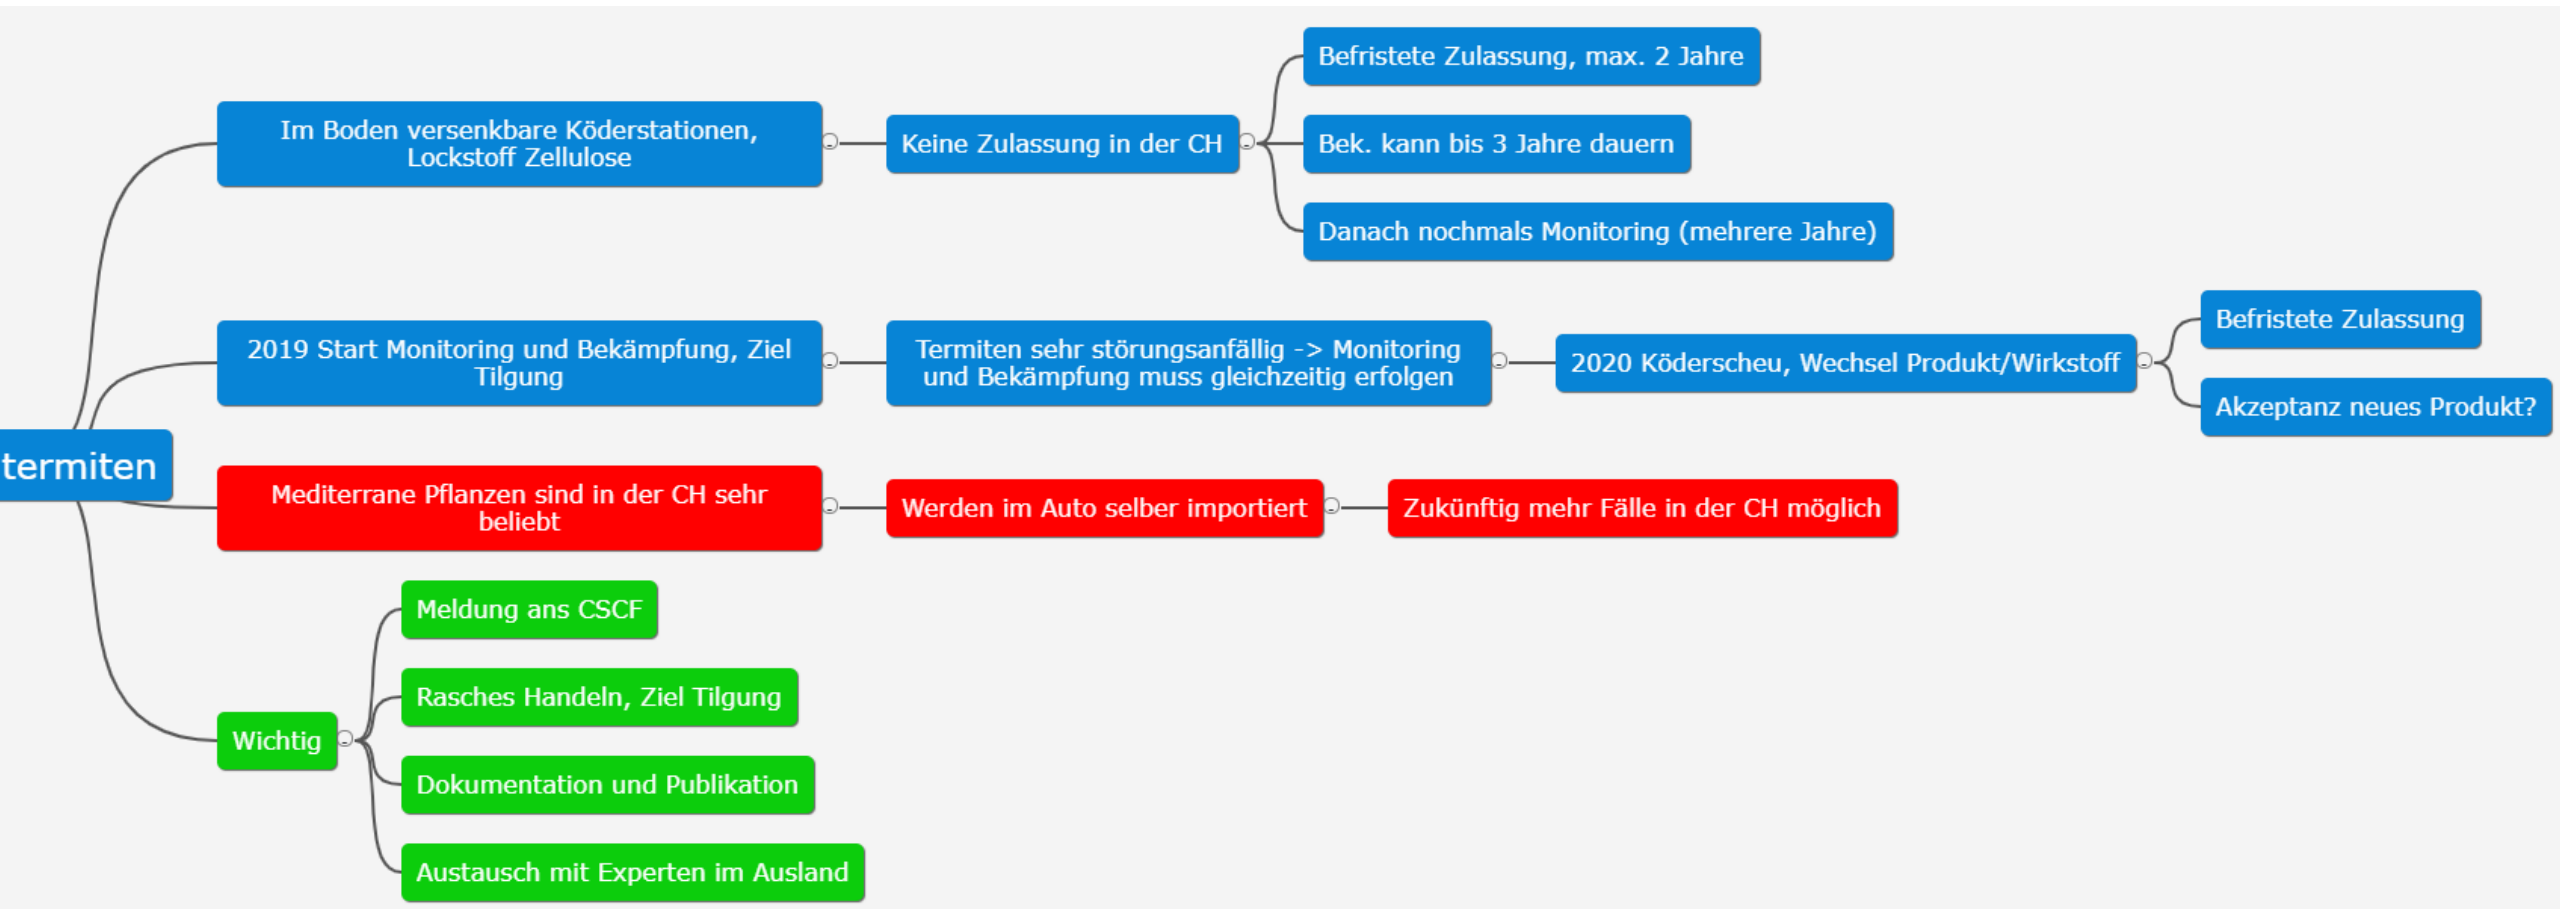 Befristete Zulassung, max. 2 Jahre
Im Boden versenkbare Köderstationen,
Lockstoff Zellulose
Keine Zulassung in der CH
Bek. kann bis 3 Jahre dauern
Danach nochmals Monitoring (mehrere Jahre)
Befristete Zulassung
2019 Start Monitoring und Bekämpfung, Ziel
Tilgung
Termiten sehr störungsanfällig -> Monitoring
und Bekämpfung muss gleichzeitig erfolgen
2020 Köderscheu, Wechsel Produkt/Wirkstoff
Akzeptanz neues Produkt?
termiten
Mediterrane Pflanzen sind in der CH sehr
beliebt
Werden im Auto selber importiert
Zukünftig mehr Fälle in der CH möglich
Meldung ans CSCF
Rasches Handeln, Ziel Tilgung
Wichtig
Dokumentation und Publikation
Austausch mit Experten im Ausland